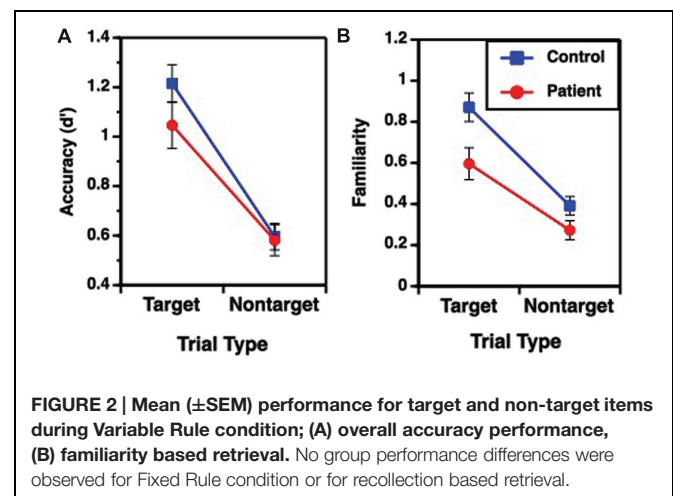 A
1.4
1.2
1
0.8
0.6
0.4
Accuracy (d')
Target Nontarget
Trial Type
B
1.2
1
0.8
0.6
0.4
0.2
0
Familiarity
Control
Patient
Target Nontarget
Trial Type
FIGURE 2 | Mean (±SEM) performance for target and non-target items
during Variable Rule condition; (A) overall accuracy performance,
(B) familiarity based retrieval. No group performance differences were
observed for Fixed Rule condition or for recollection based retrieval.